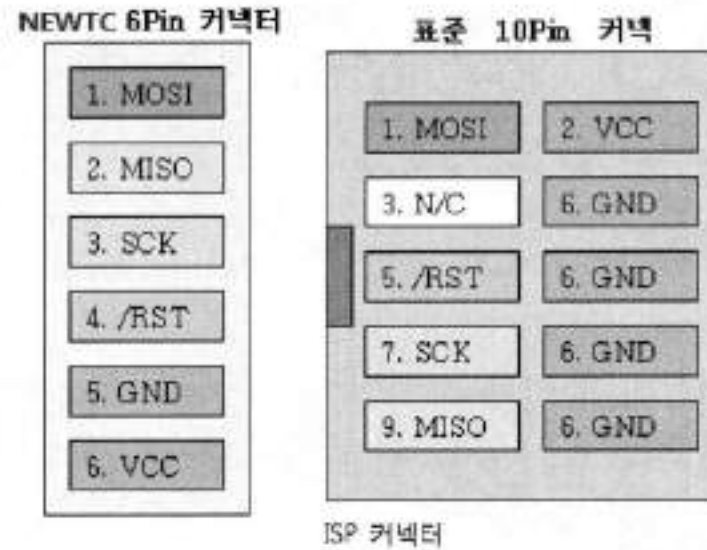 NEWTC 6Pin 커넥터
1. MOSI
2. MISO
3. SCK
4. /RST
5. GND
6. VCC
표준 10Pin 커넥
1. MOSI 2. VCC
3. N/C 6. GND
5. /RST 6. GND
7. SCK 6. GND
9. MISO 6. GND
ISP 커넥터